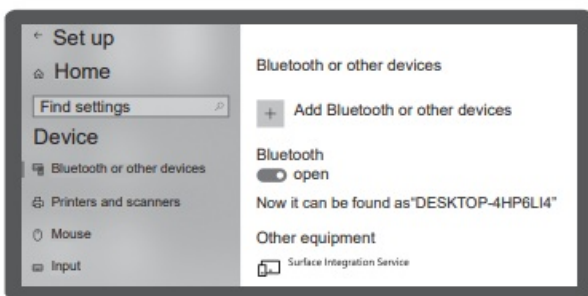 Set up
Home
Find settings
Device
Bluetooth or other devices
Printers and scanners
Mouse
Input
Bluetooth or other devices
+ Add Bluetooth or other devices
Bluetooth
open
Now it can be found as“DESKTOP-4HP6LI4”
Other equipment
Surface Integration Service